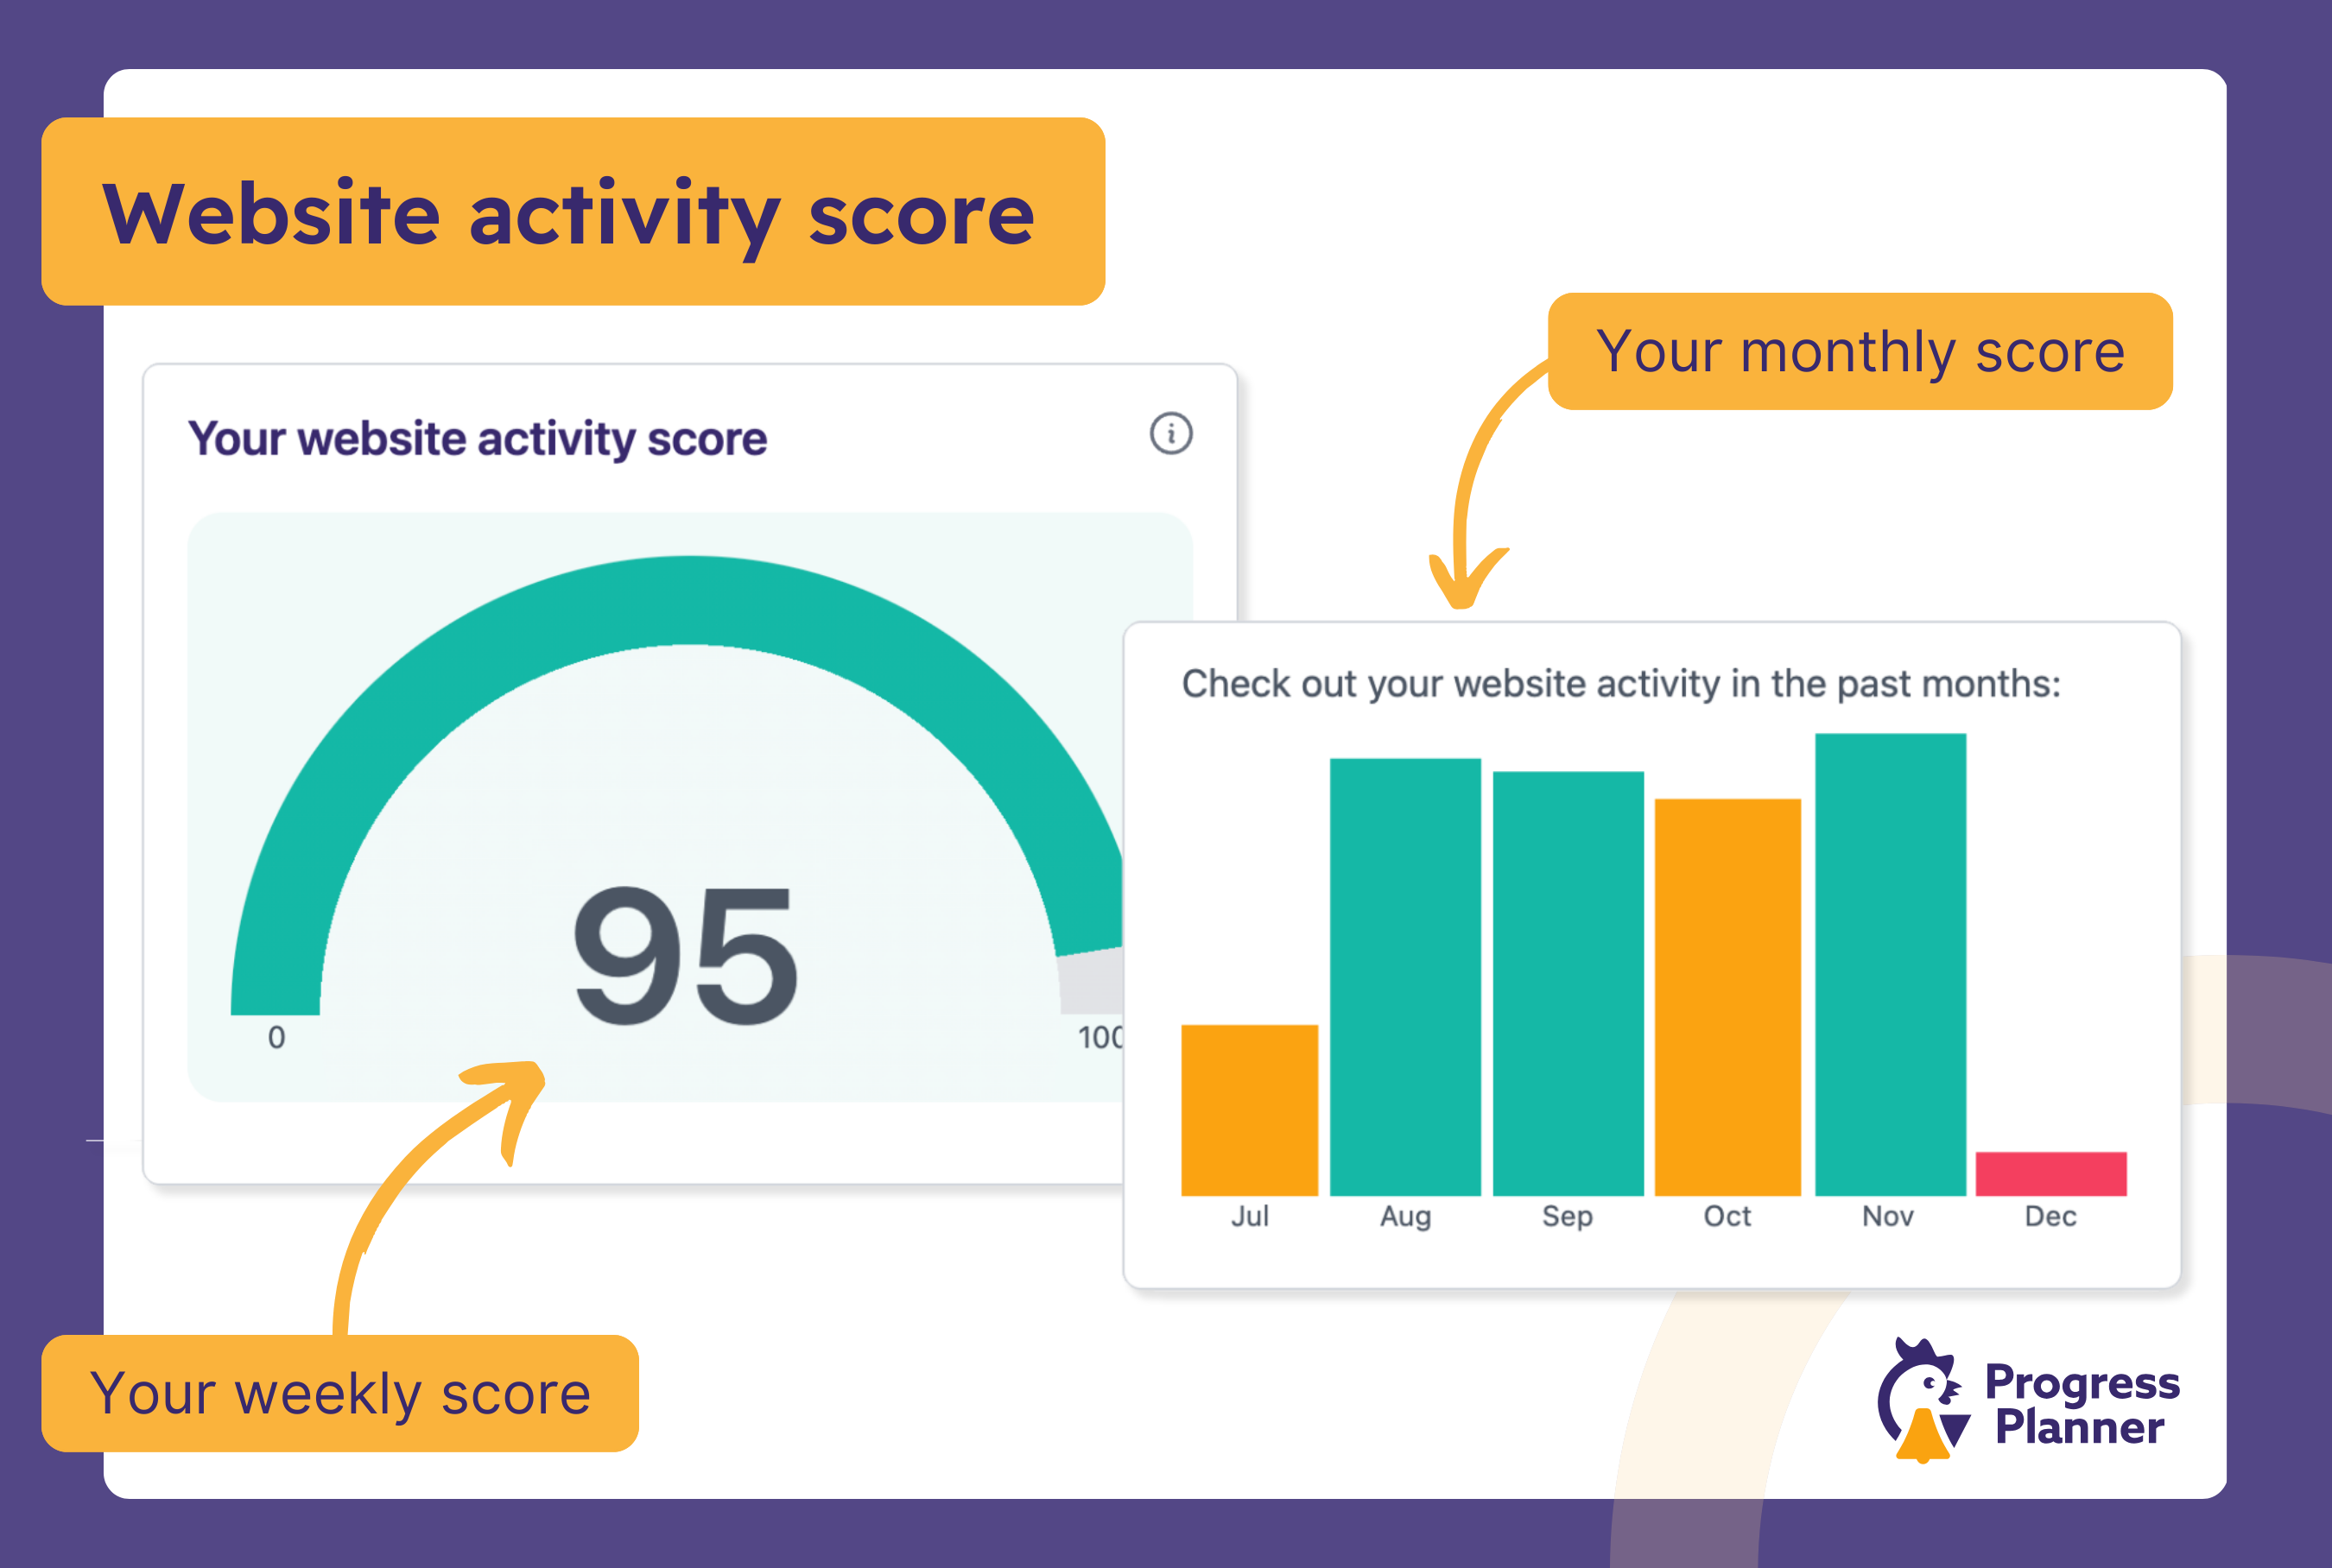 Website activity score
Your monthly score
Your website activity score
i
Check out your website activity in the past months:
95
0
100
Jul Aug Sep Oct Nov Dec
Your weekly score
Progress
Planner